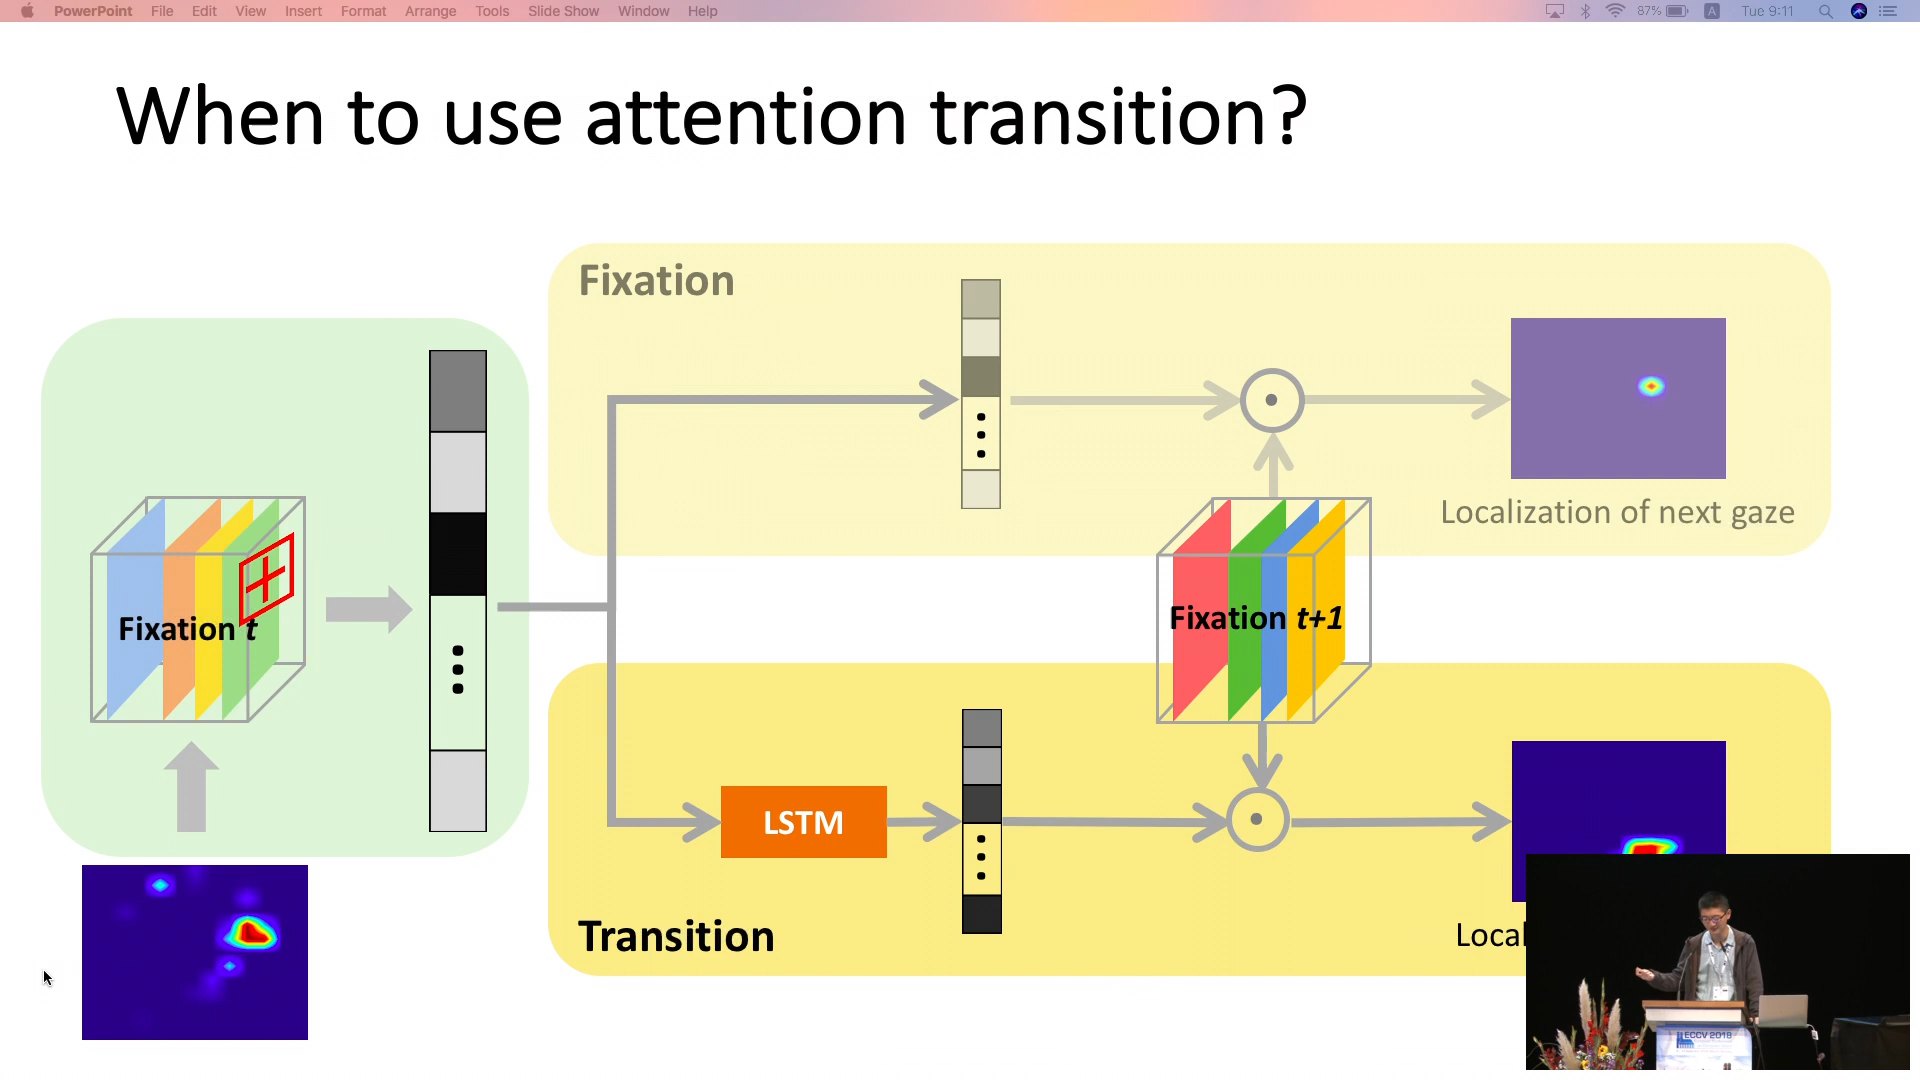 PowerPoint File Edit View Insert Format Arrange Tools Slide Show Window Help
87% A Tue 9:11
When to use attention transition?
Fixation
Localization of next gaze
Fixation t
Fixation t+1
LSTM
Transition
Local
ECCV 2018